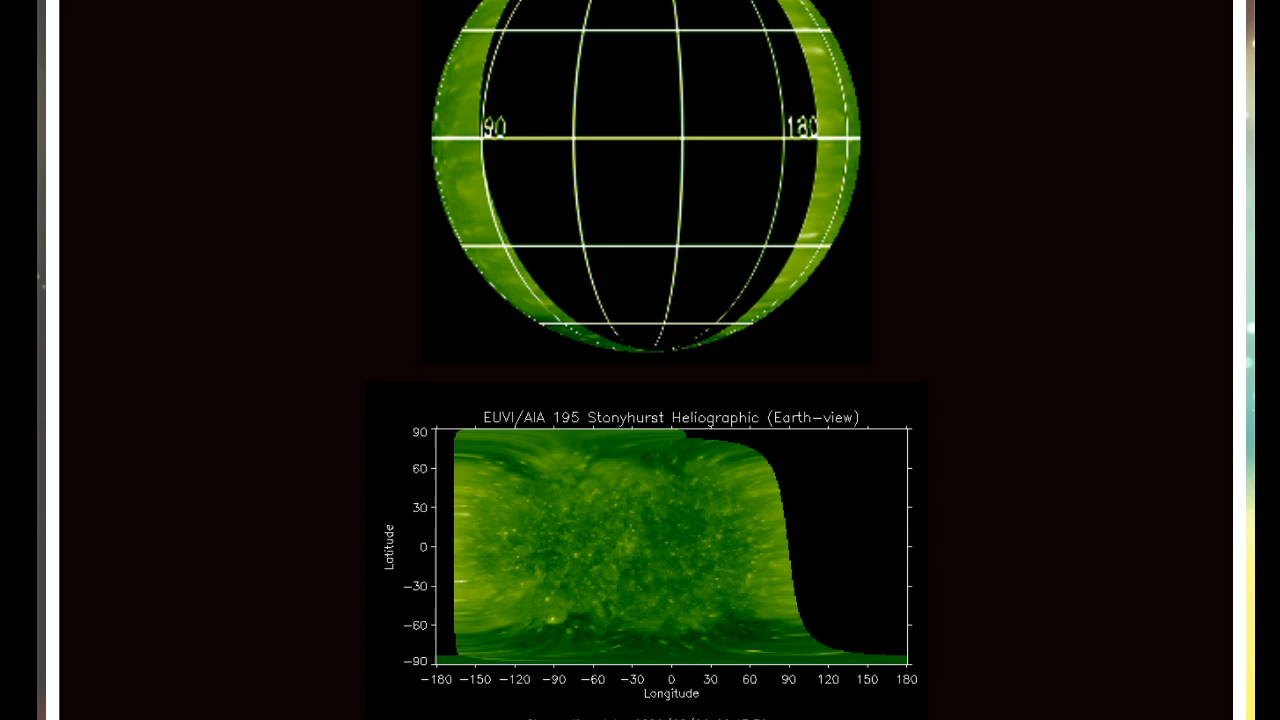 90 180
EUVI/AIA 195 Stonyhurst Heliographic (Earth-view)
90
60
30
0
-30
-60
-90
Latitude
-180 -150 -120 -90 -60 -30 0 30 60 90 120 150 180
Longitude